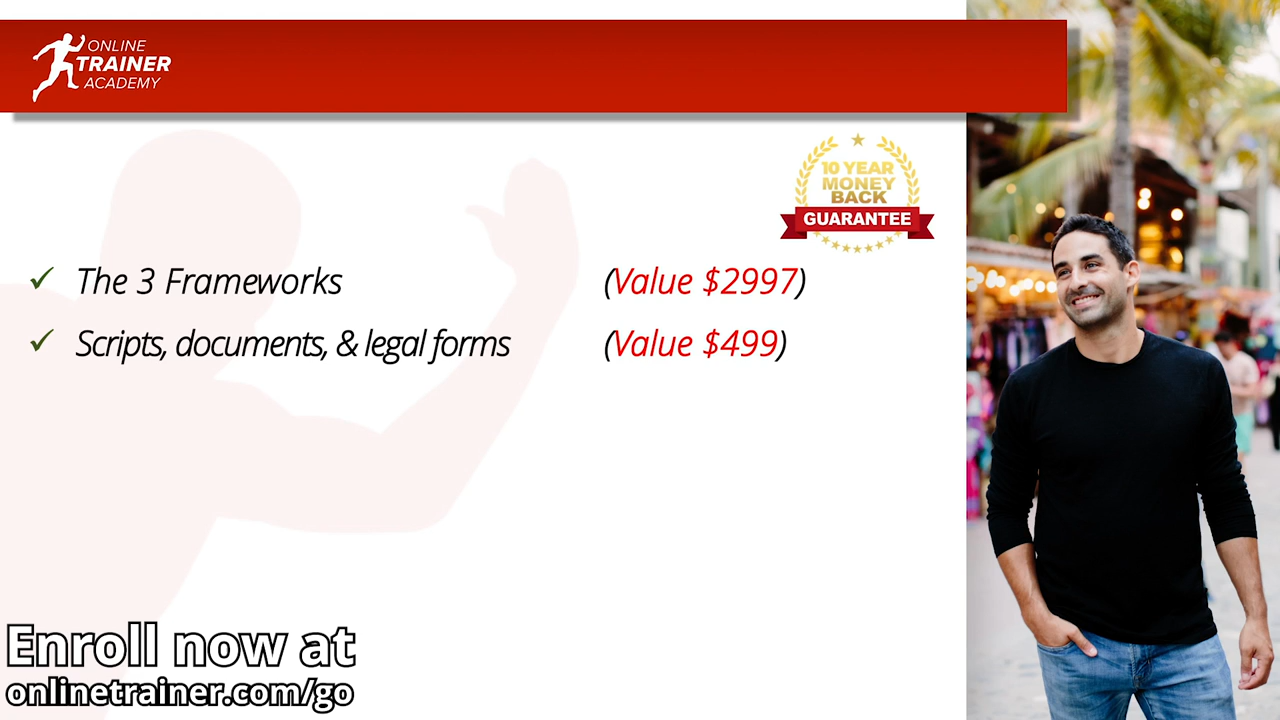 ONLINE
TRAINER
ACADEMY
10 YEAR
MONEY
BACK
GUARANTEE
The 3 Frameworks (Value $2997)
Scripts, documents, & legal forms (Value $499)
Enroll now at
onlinetrainer.com/go